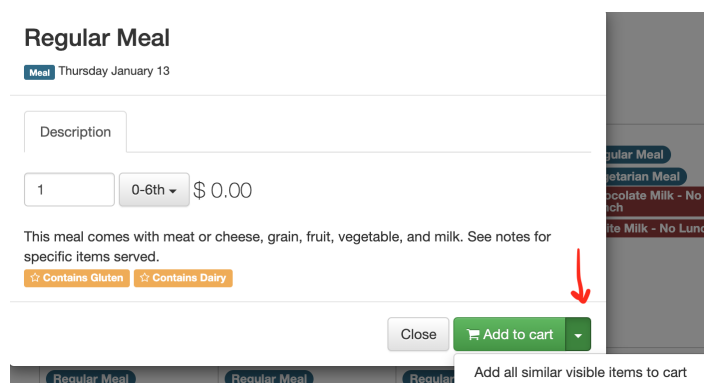 Regular Meal
Meal Thursday January 13
Description
1 0-6th $ 0.00
This meal comes with meat or cheese, grain, fruit, vegetable, and milk. See notes for
specific items served.
Contains Gluten Contains Dairy
Close Add to cart
Add all similar visible items to cart
gular Meal
getarian Meal
ocolate Milk - No
nch
ite Milk - No Lunc
Regular Meal Regular Meal Regular